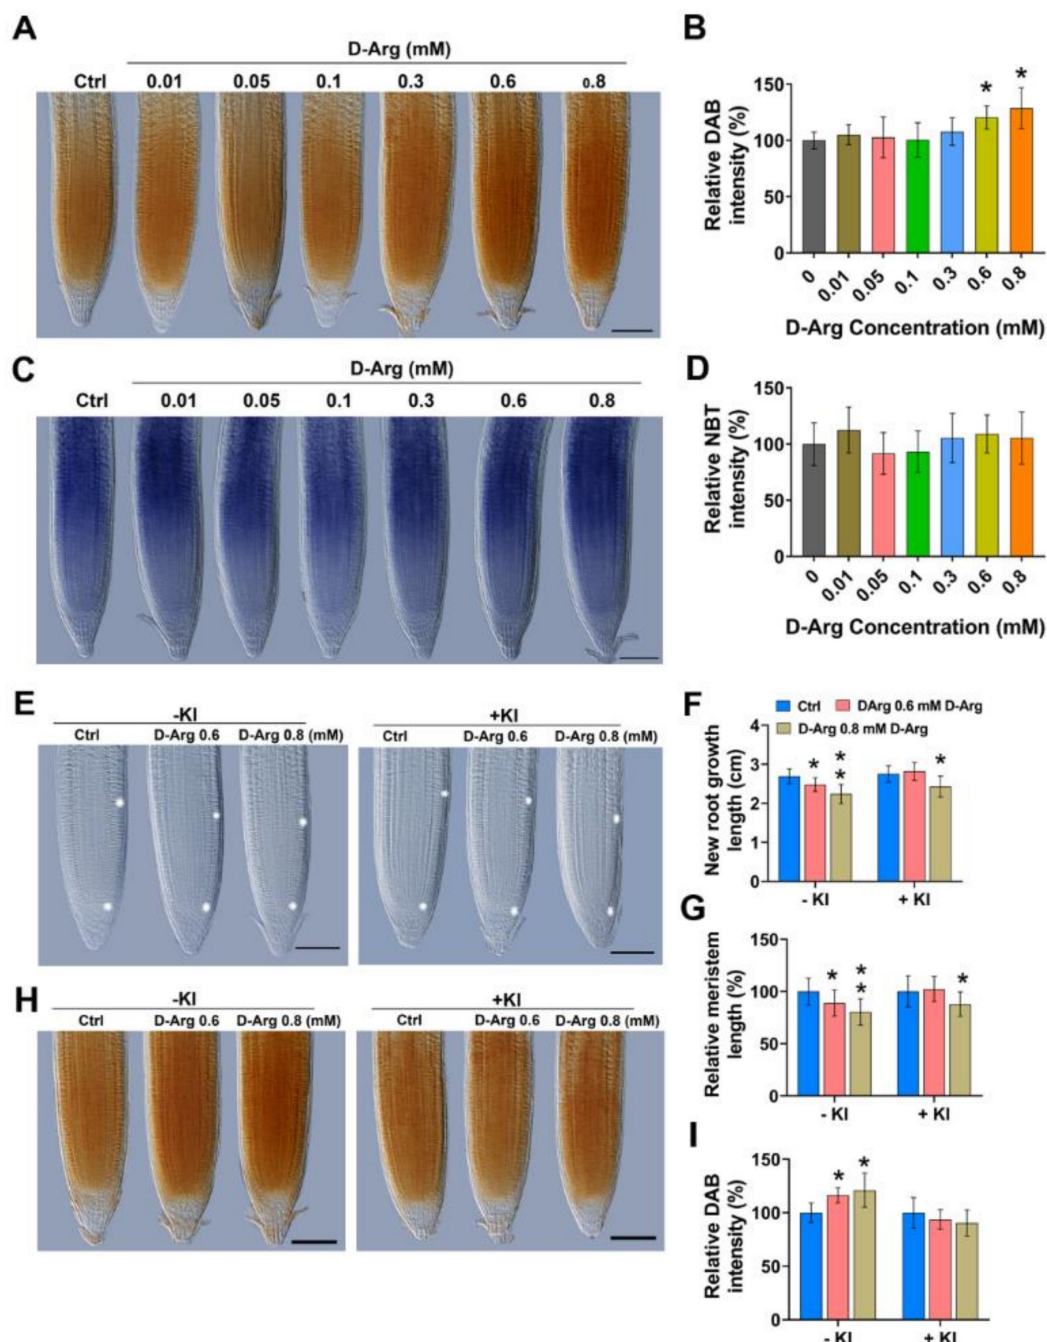 A
D-Arg (mM)
Ctrl 0.01 0.05 0.1 0.3 0.6 0.8
B
Relative DAB
intensity (%)
150
100
50
0
* *
0 0.01 0.05 0.1 0.3 0.6 0.8
D-Arg Concentration (mM)
C
D-Arg (mM)
Ctrl 0.01 0.05 0.1 0.3 0.6 0.8
D
Relative NBT
intensity (%)
150
100
50
0
0 0.01 0.05 0.1 0.3 0.6 0.8
D-Arg Concentration (mM)
E
-KI
Ctrl D-Arg 0.6 D-Arg 0.8 (mM)
+KI
Ctrl D-Arg 0.6 D-Arg 0.8 (mM)
F
Ctrl DArg 0.6 mM D-Arg
D-Arg 0.8 mM D-Arg
New root growth
length (cm)
4
3
2
1
0
* ** *
- KI + KI
G
Relative meristem
length (%)
150
100
50
0
* ** *
- KI + KI
H
-KI
Ctrl D-Arg 0.6 D-Arg 0.8 (mM)
+KI
Ctrl D-Arg 0.6 D-Arg 0.8 (mM)
I
Relative DAB
intensity (%)
150
100
50
0
* *
- KI + KI